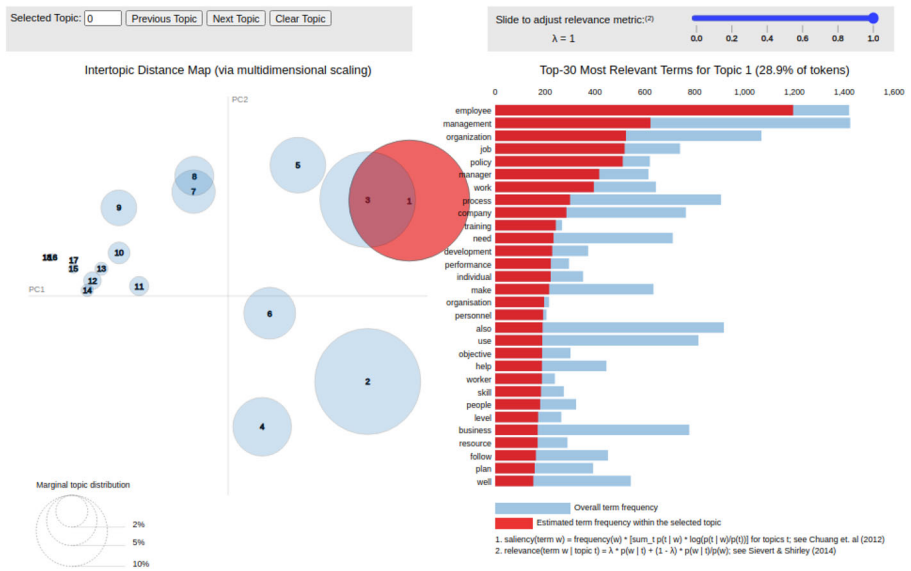 Selected Topic: 0 Previous Topic Next Topic Clear Topic
Slide to adjust relevance metric:(2)
λ = 1
0.0 0.2 0.4 0.6 0.8 1.0
Intertopic Distance Map (via multidimensional scaling)
PC2
PC1
5
8
7
3
1
9
10
17
15
13
12
14
11
6
2
4
Marginal topic distribution
2%
5%
10%
Top-30 Most Relevant Terms for Topic 1 (28.9% of tokens)
0 200 400 600 800 1,000 1,200 1,400 1,600
employee
management
organization
job
policy
manager
work
process
company
training
need
development
performance
individual
make
organisation
personnel
also
use
objective
help
worker
skill
people
level
business
resource
follow
plan
well
Overall term frequency
Estimated term frequency within the selected topic
1. saliency(term w) = frequency(w) * [sum_t p(t | w) * log(p(t | w)/p(t))] for topics t; see Chuang et. al (2012)
2. relevance(term w | topic t) = λ * p(w | t) + (1 - λ) * p(w | t)/p(w); see Sievert & Shirley (2014)